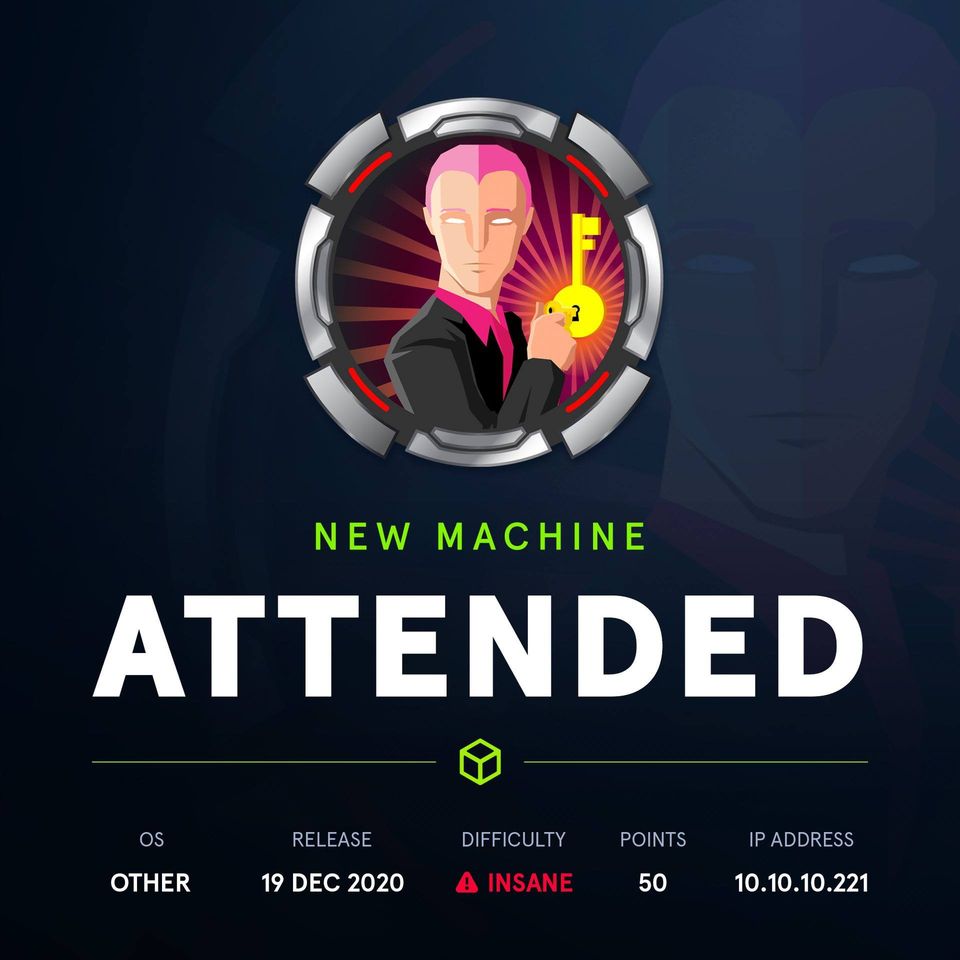 NEW MACHINE
ATTENDED
OS RELEASE DIFFICULTY POINTS IP ADDRESS
OTHER 19 DEC 2020 INSANE 50 10.10.10.221